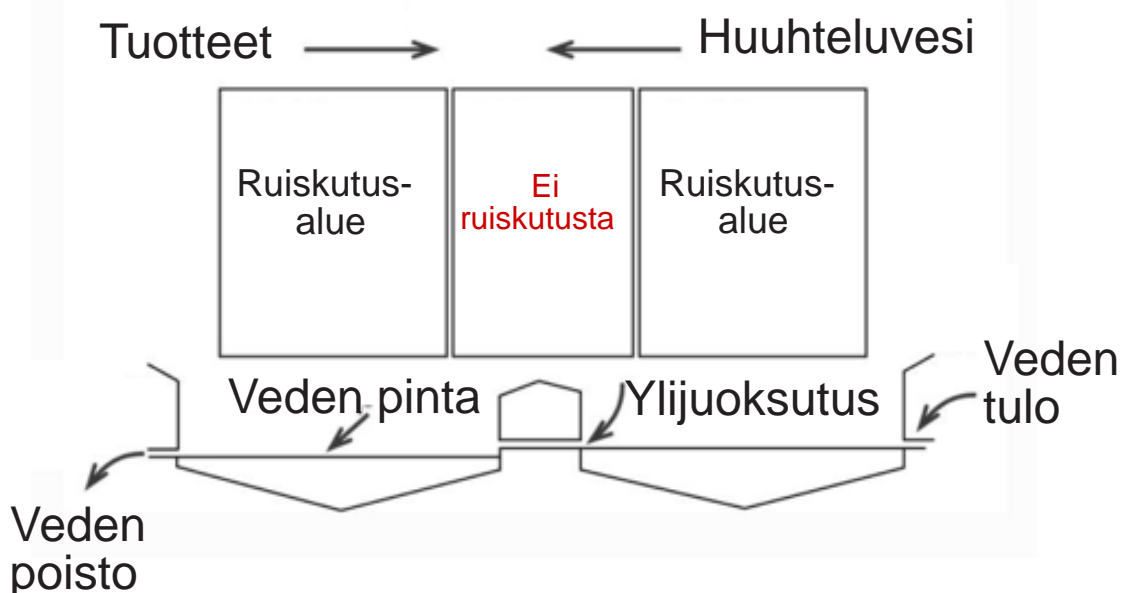 Tuotteet
Huuhteluvesi
Ruiskutus-
alue
Ei
ruiskutusta
Ruiskutus-
alue
Veden pinta
Ylijuoksutus
Veden
tulo
Veden
poisto